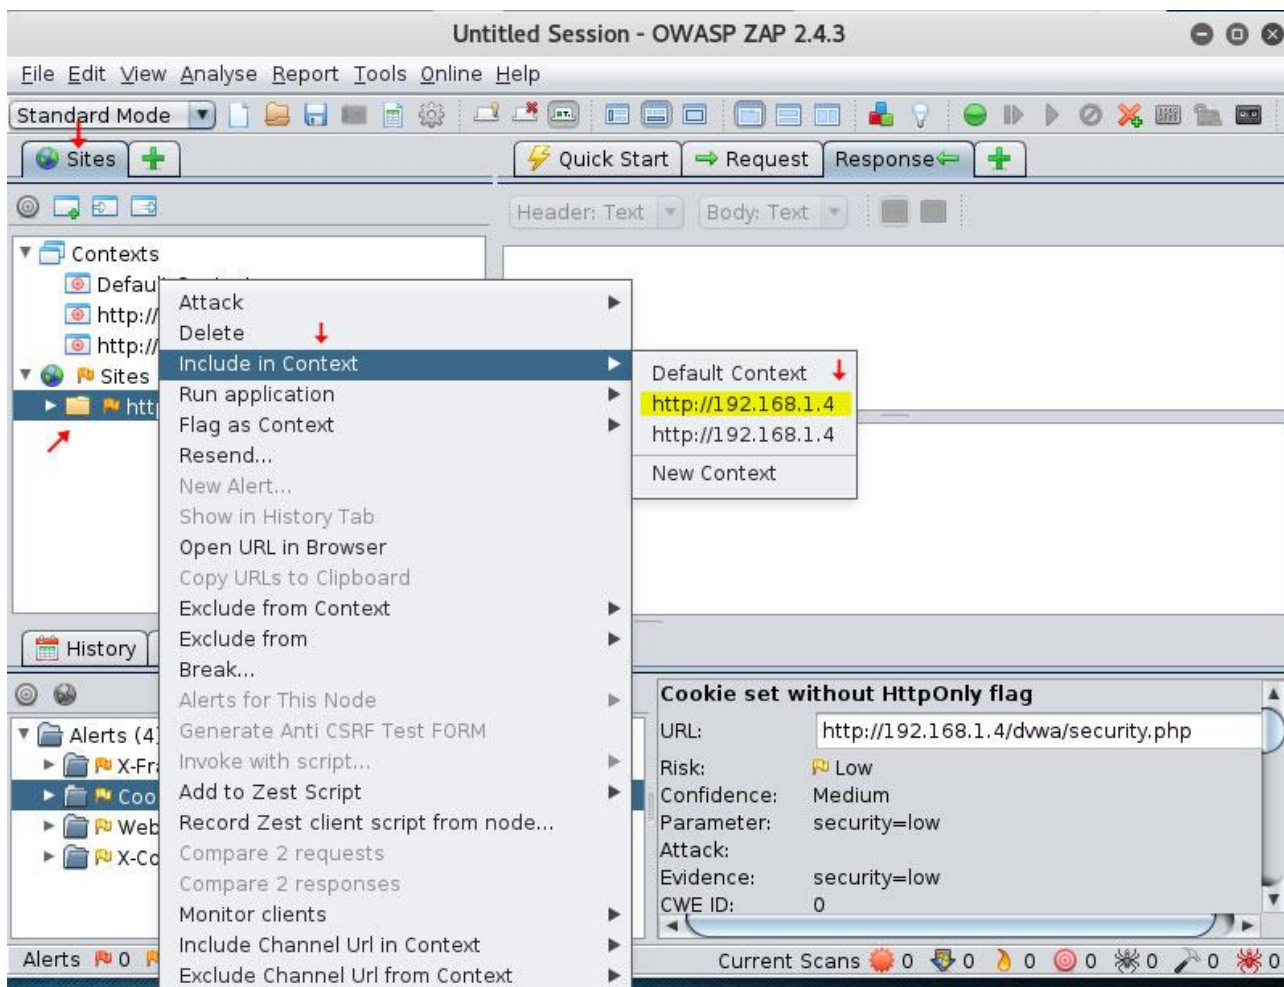 Untitled Session - OWASP ZAP 2.4.3
File Edit View Analyse Report Tools Online Help
Standard Mode
Sites
Quick Start Request Response
Header: Text Body: Text
Contexts
Defau
http://
http://
Sites
htt
Attack
Delete
Include in Context
Run application
Flag as Context
Resend...
New Alert...
Show in History Tab
Open URL in Browser
Copy URLs to Clipboard
Exclude from Context
Exclude from
Break...
Alerts for This Node
Generate Anti CSRF Test FORM
Invoke with script...
Add to Zest Script
Record Zest client script from node...
Compare 2 requests
Compare 2 responses
Monitor clients
Include Channel Url in Context
Exclude Channel Url from Context
Default Context
http://192.168.1.4
http://192.168.1.4
New Context
History
Alerts (4
X-Fra
Coo
Web
X-Co
Cookie set without HttpOnly flag
URL: http://192.168.1.4/dvwa/security.php
Risk: Low
Confidence: Medium
Parameter: security=low
Attack:
Evidence: security=low
CWE ID: 0
Alerts 0
Current Scans 0 0 0 0 0 0 0